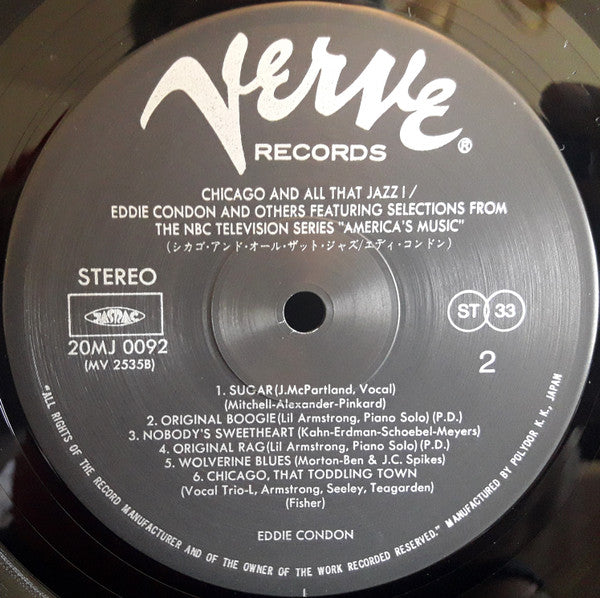 Verve®
RECORDS
CHICAGO AND ALL THAT JAZZ!/
EDDIE CONDON AND OTHERS FEATURING SELECTIONS FROM
THE NBC TELEVISION SERIES "AMERICA'S MUSIC"
(シカゴ・アンド・オール・ザット・ジャズ/エディ・コンドン)
STEREO
JASRAC
20MJ 0092
(MV 2535B)
ST 33
2
1. SUGAR(J.McPartland, Vocal)
(Mitchell-Alexander-Pinkard)
2. ORIGINAL BOOGIE(Lil Armstrong, Piano Solo) (P.D.)
3. NOBODY'S SWEETHEART (Kahn-Erdman-Schoebel-Meyers)
4. ORIGINAL RAG(Lil Armstrong, Piano Solo) (P.D.)
5. WOLVERINE BLUES (Morton-Ben & J.C. Spikes)
6. CHICAGO, THAT TODDLING TOWN
(Vocal Trio-L, Armstrong, Seeley, Teagarden)
(Fisher)
EDDIE CONDON
"ALL RIGHTS OF THE RECORD MANUFACTURER AND OF THE OWNER OF THE WORK RECORDED RESERVED." MANUFACTURED BY POLYDOR K. K., JAPAN